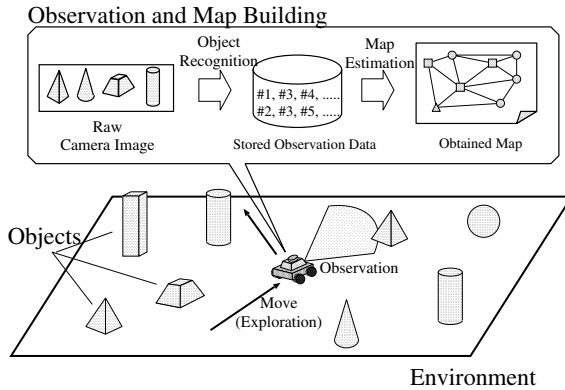 Observation and Map Building
Object
Recognition
Map
Estimation
#1, #3, #4, .....
#2, #3, #5, .....
Raw
Camera Image
Stored Observation Data
Obtained Map
Objects
Observation
Move
(Exploration)
Environment